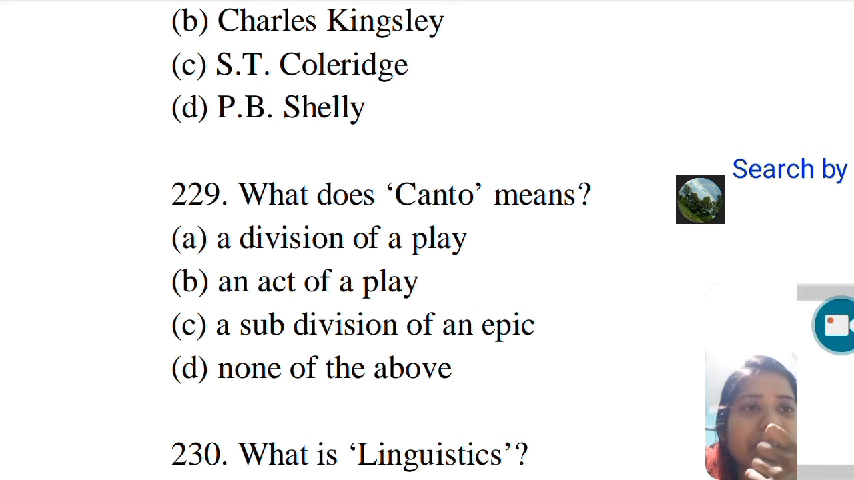 (b) Charles Kingsley
(c) S.T. Coleridge
(d) P.B. Shelly
Search by
229. What does ‘Canto’ means?
(a) a division of a play
(b) an act of a play
(c) a sub division of an epic
(d) none of the above
230. What is ‘Linguistics’?